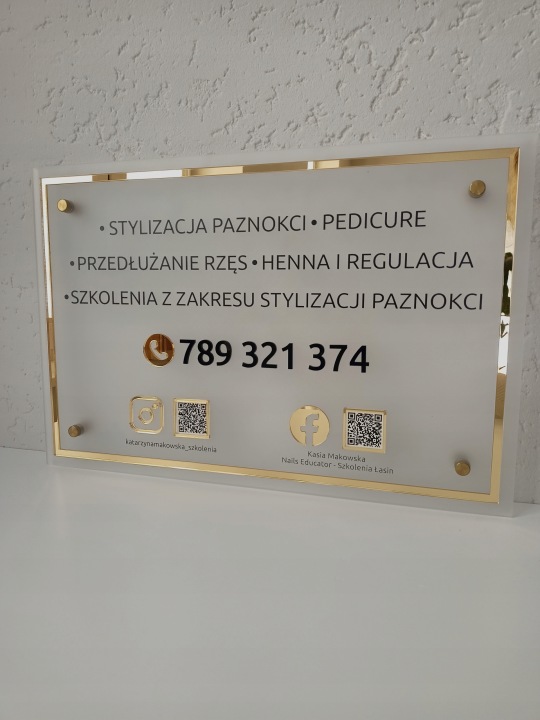 • STYLIZACJA PAZNOKCI • PEDICURE
• PRZEDŁUŻANIE RZĘS • HENNA I REGULACJA
• SZKOLENIA Z ZAKRESU STYLIZACJI PAZNOKCI
789 321 374
katarzynamakowska_szkolenia
Kasia Makowska
Nails Educator - Szkolenia Łasin